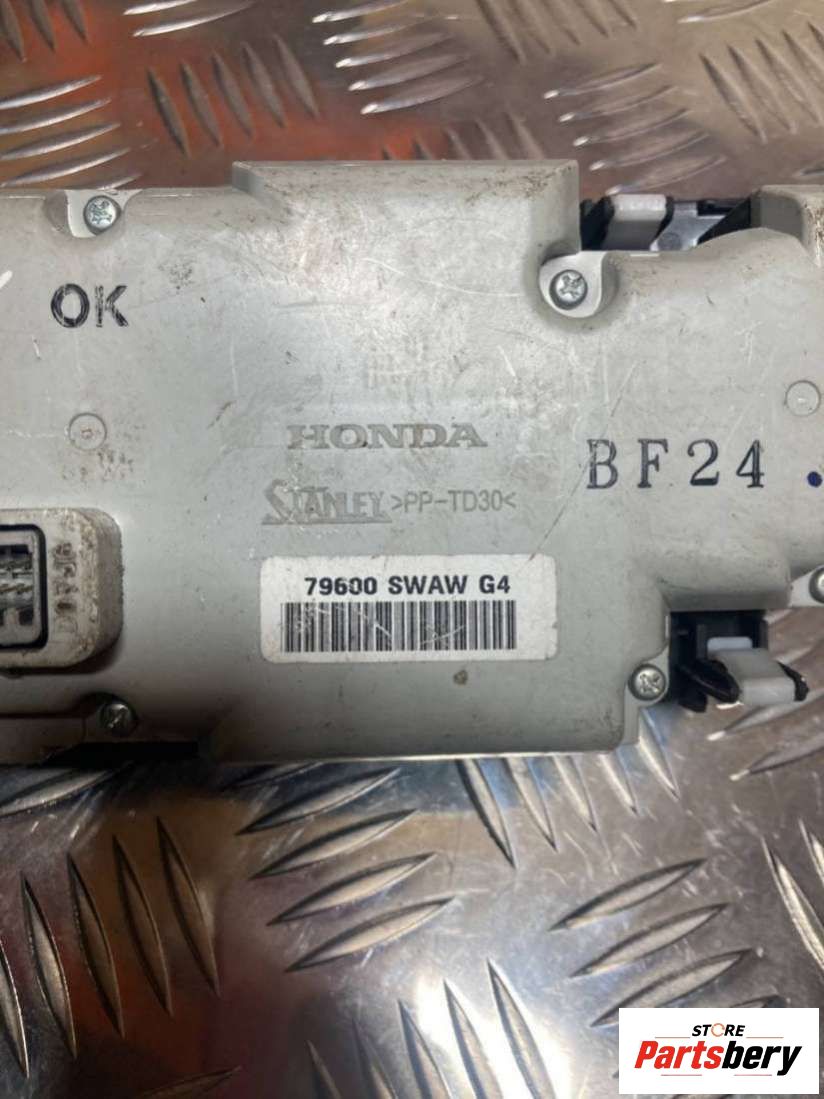 OK
HONDA
BF24.
STANLEY >PP-TD30<
79600 SWAW G4
STORE
Partsbery